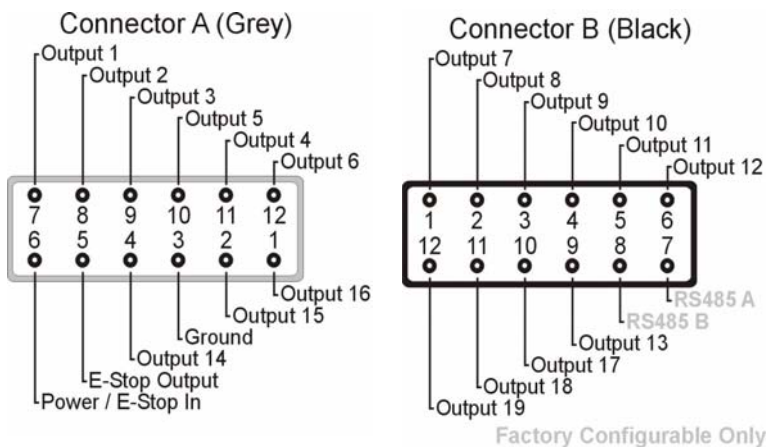 Connector A (Grey)
Output 1
Output 2
Output 3
Output 5
Output 4
Output 6
7 8 9 10 11 12
6 5 4 3 2 1
Output 16
Output 15
Ground
Output 14
E-Stop Output
Power / E-Stop In
Connector B (Black)
Output 7
Output 8
Output 9
Output 10
Output 11
Output 12
1 2 3 4 5 6
12 11 10 9 8 7
RS485 A
RS485 B
Output 13
Output 17
Output 18
Output 19
Factory Configurable Only